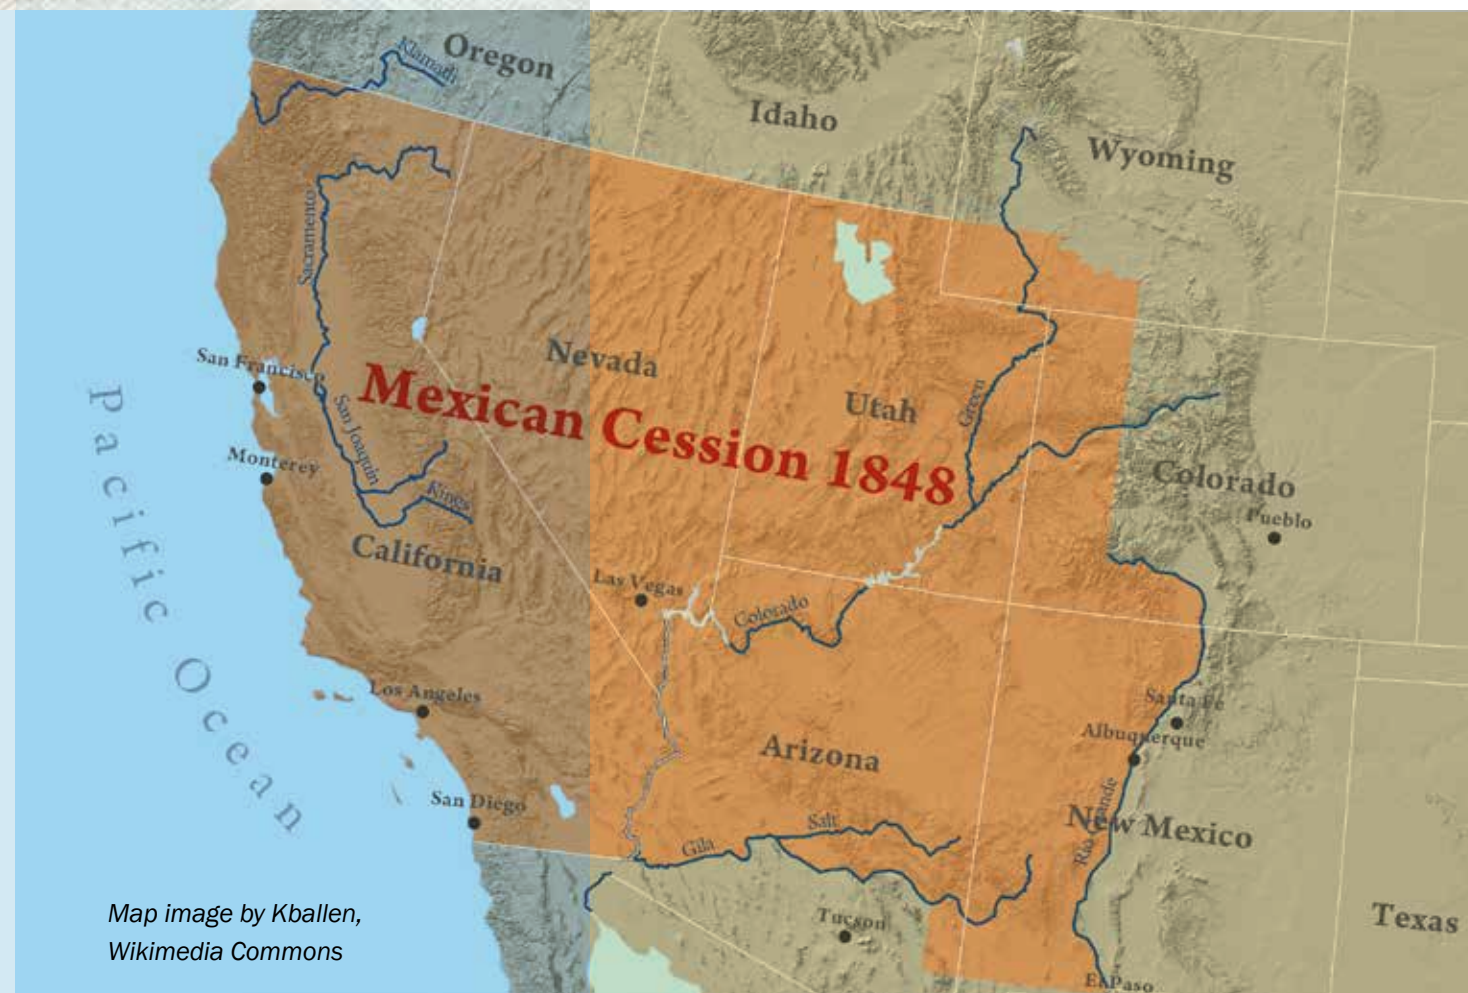 Klamath
Oregon
Idaho
Wyoming
Sacramento
San Francisco
Nevada
Mexican Cession 1848
Utah
Green
San Joaquin
Monterey
Kings
Colorado
Pueblo
California
Pacific Ocean
Las Vegas
Colorado
Los Angeles
Santa Fe
Albuquerque
Arizona
San Diego
Salt
Gila
Rio Grande
New Mexico
Tucson
Texas
El Paso
Map image by Kballen,
Wikimedia Commons